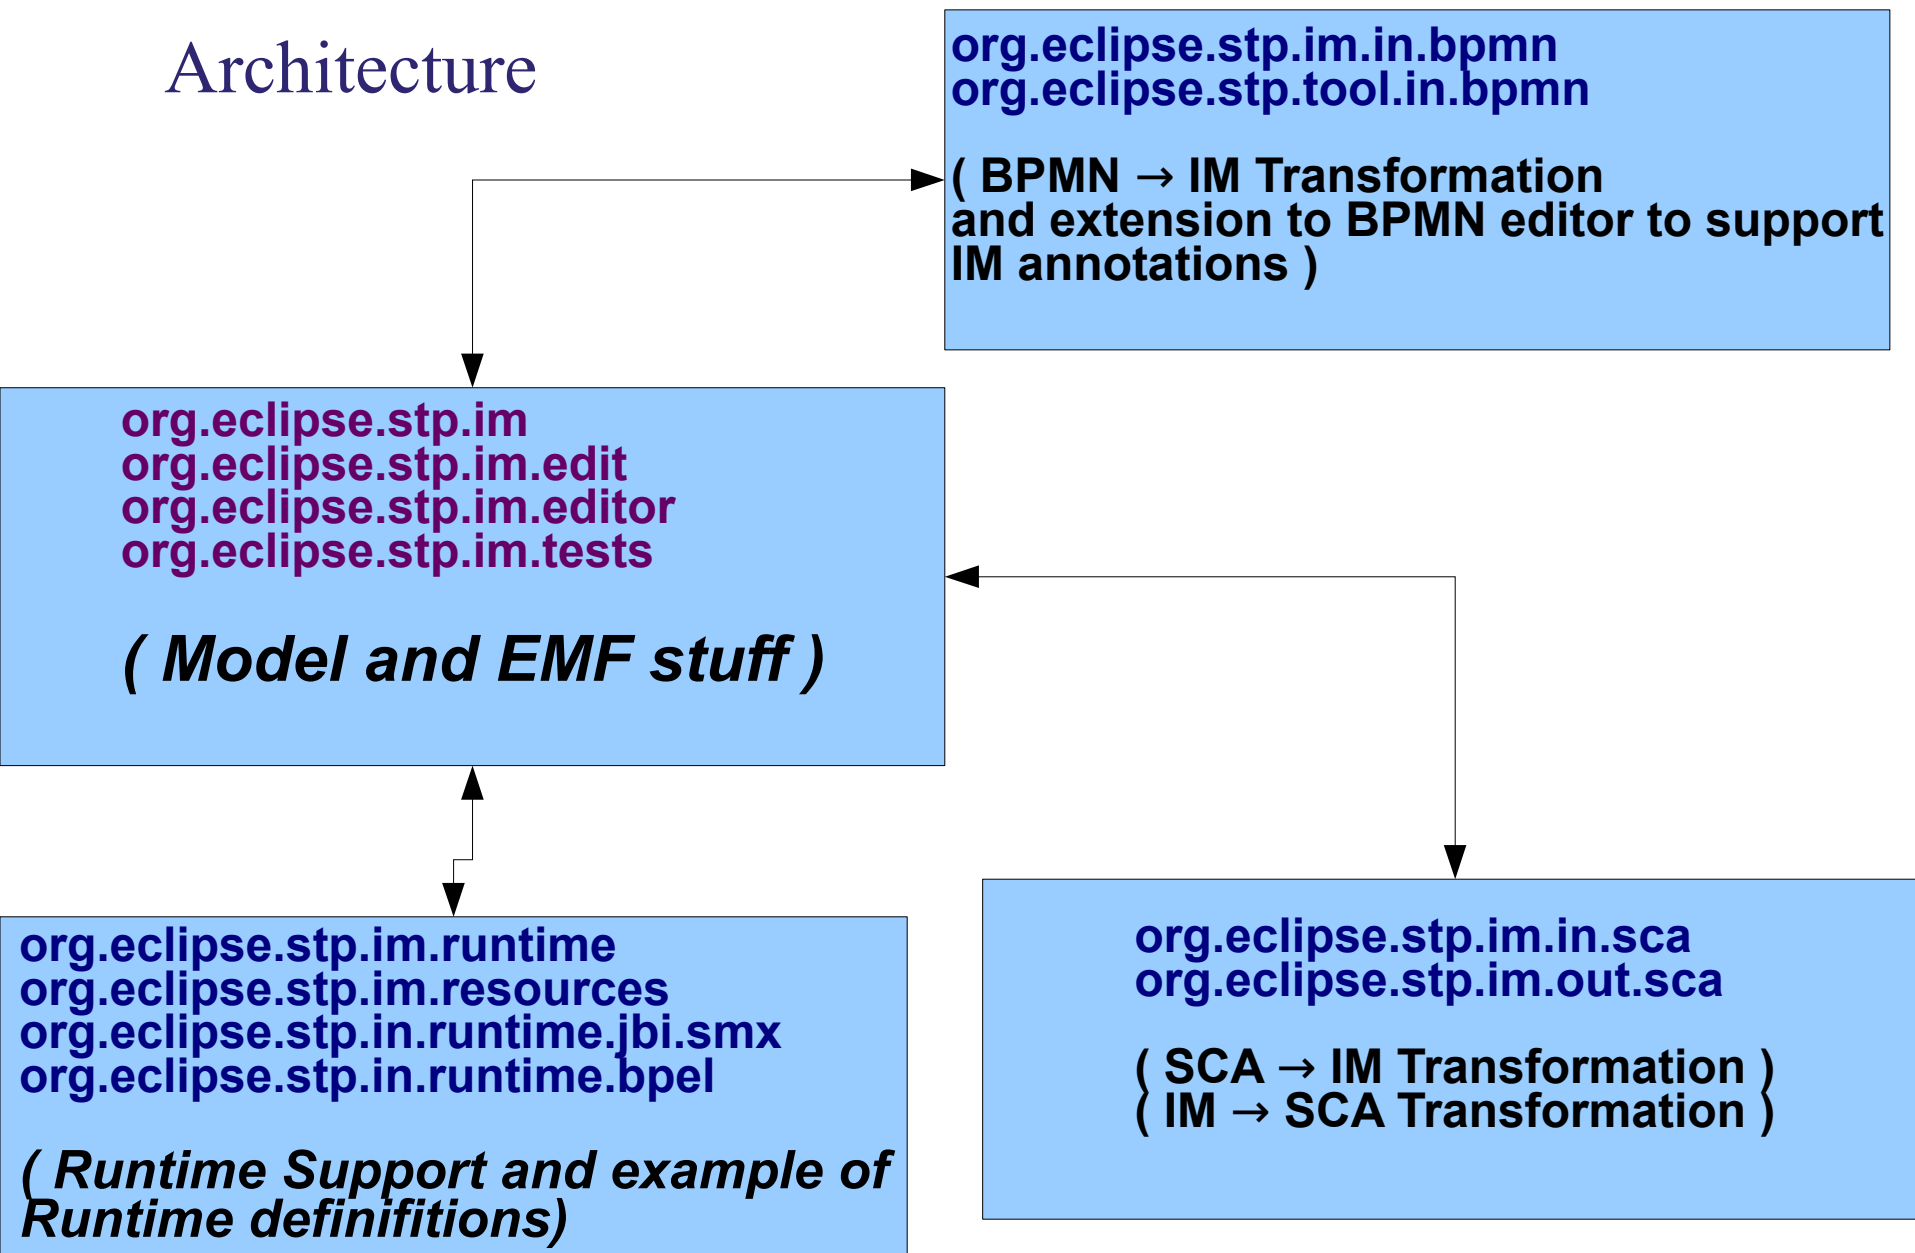 Architecture
org.eclipse.stp.im.in.bpmn
org.eclipse.stp.tool.in.bpmn
( BPMN → IM Transformation
and extension to BPMN editor to support
IM annotations )
org.eclipse.stp.im
org.eclipse.stp.im.edit
org.eclipse.stp.im.editor
org.eclipse.stp.im.tests
( Model and EMF stuff )
org.eclipse.stp.im.runtime
org.eclipse.stp.im.resources
org.eclipse.stp.in.runtime.jbi.smx
org.eclipse.stp.in.runtime.bpel
( Runtime Support and example of
Runtime definifitions)
org.eclipse.stp.im.in.sca
org.eclipse.stp.im.out.sca
( SCA → IM Transformation )
( IM → SCA Transformation )